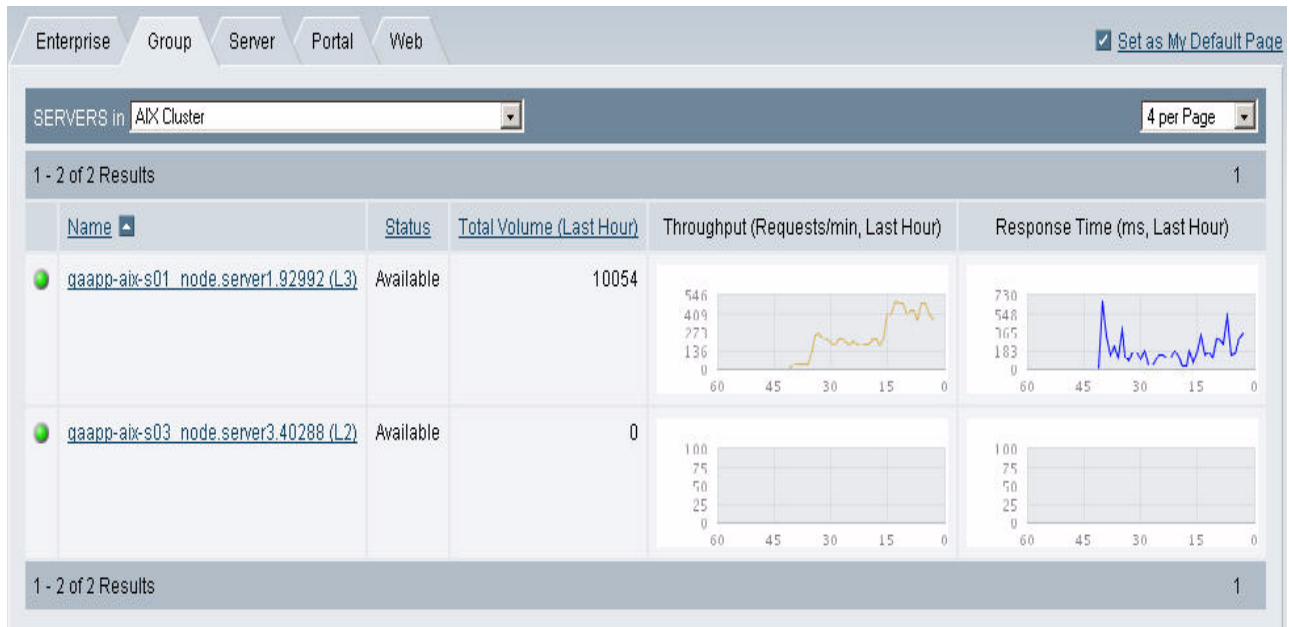 Enterprise Group Server Portal Web Set as My Default Page
SERVERS in AIX Cluster 4 per Page
1 - 2 of 2 Results 1
Name Status Total Volume (Last Hour) Throughput (Requests/min, Last Hour) Response Time (ms, Last Hour)
qaapp-aix-s01_node.server1.92992 (L3) Available 10054
546
409
273
136
0
60 45 30 15 0
730
548
365
183
0
60 45 30 15 0
qaapp-aix-s03_node.server3.40288 (L2) Available 0
100
75
50
25
0
60 45 30 15 0
100
75
50
25
0
60 45 30 15 0
1 - 2 of 2 Results 1